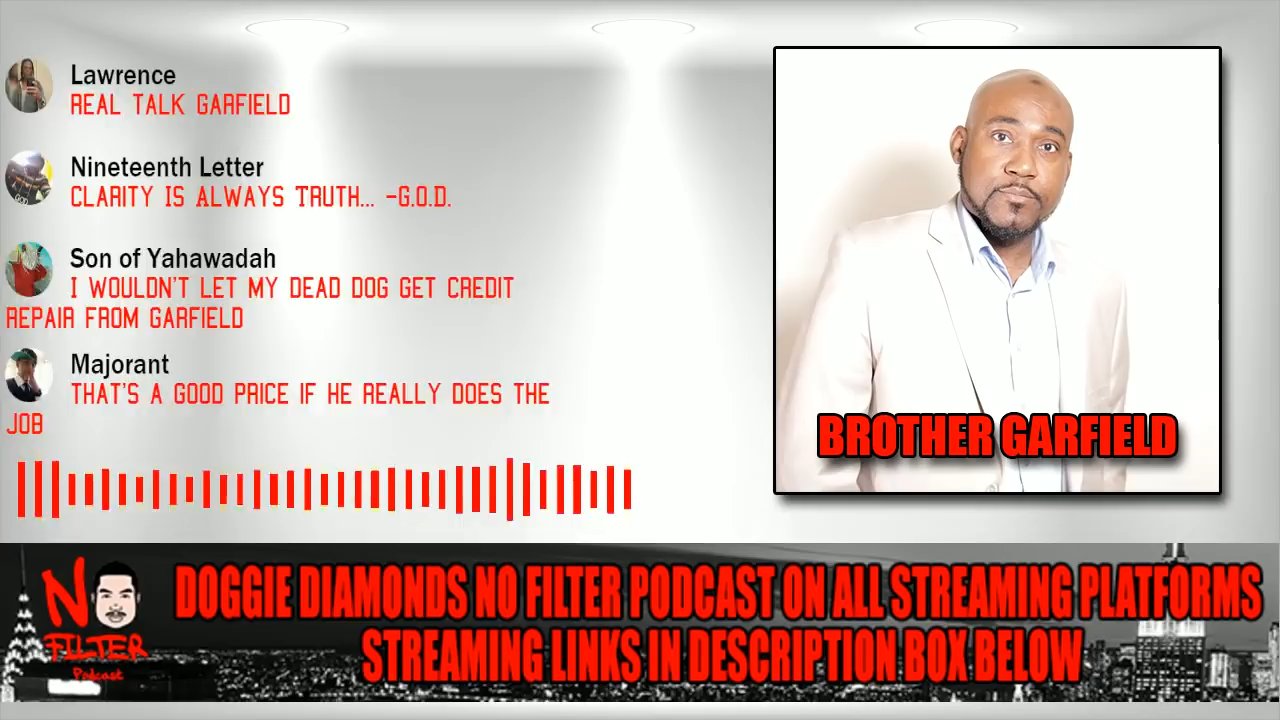 Lawrence
REAL TALK GARFIELD
Nineteenth Letter
CLARITY IS ALWAYS TRUTH... -G.O.D.
Son of Yahawadah
I WOULDN'T LET MY DEAD DOG GET CREDIT
REPAIR FROM GARFIELD
Majorant
THAT'S A GOOD PRICE IF HE REALLY DOES THE
JOB
BROTHER GARFIELD
NO
FILTER
Podcast
DOGGIE DIAMONDS NO FILTER PODCAST ON ALL STREAMING PLATFORMS
STREAMING LINKS IN DESCRIPTION BOX BELOW